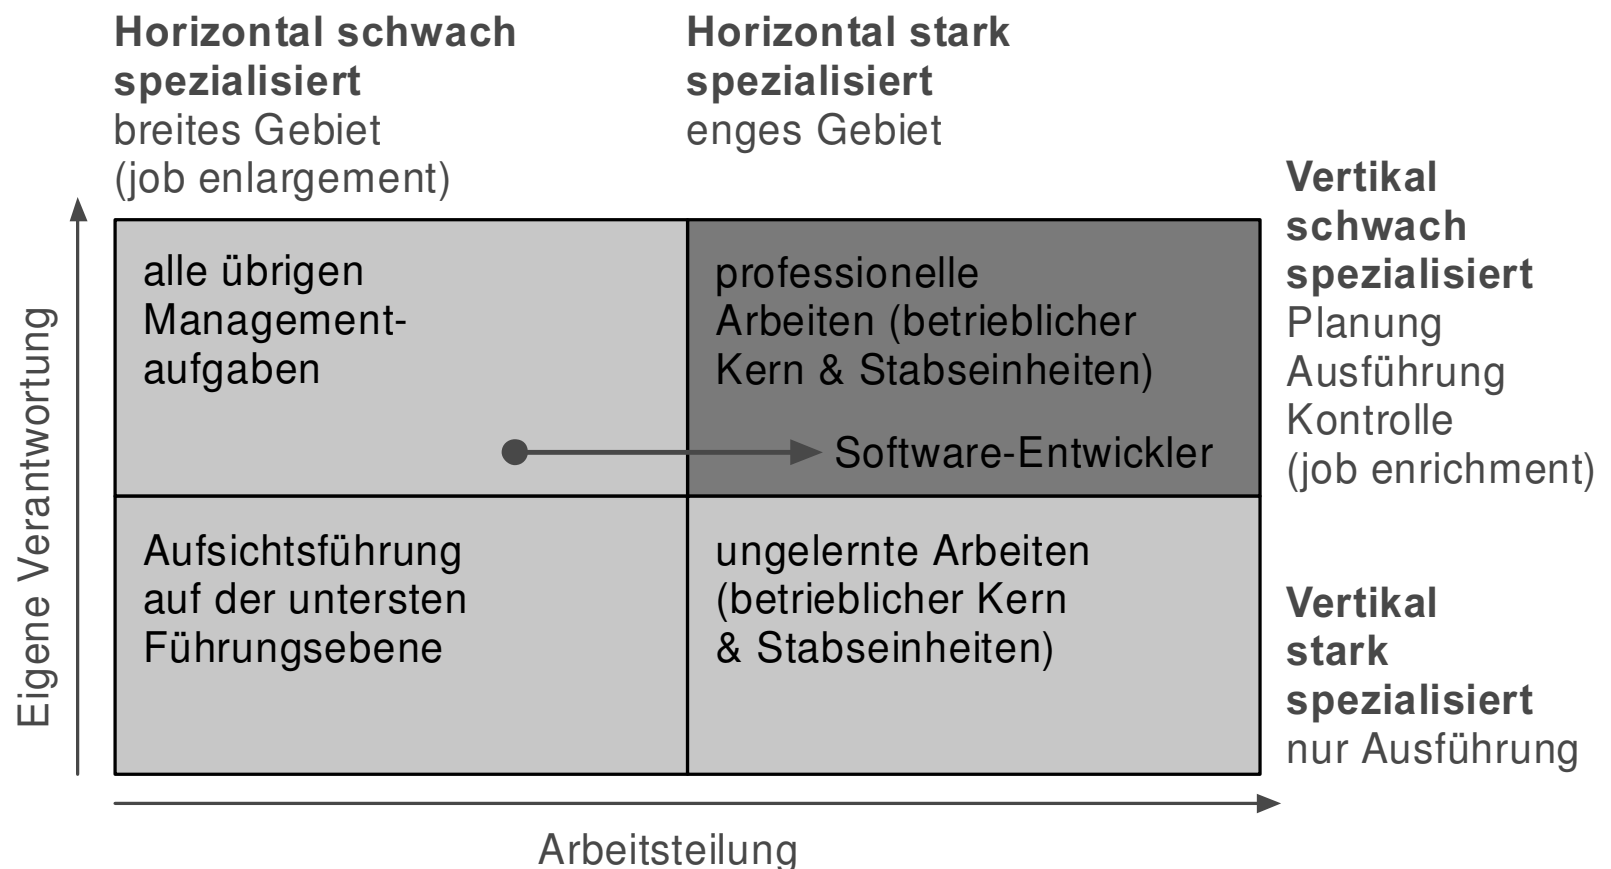 Horizontal schwach
spezialisiert
breites Gebiet
(job enlargement)
Horizontal stark
spezialisiert
enges Gebiet
Eigene Verantwortung
alle übrigen
Management-
aufgaben
professionelle
Arbeiten (betrieblicher
Kern & Stabseinheiten)
Software-Entwickler
Vertikal
schwach
spezialisiert
Planung
Ausführung
Kontrolle
(job enrichment)
Aufsichtsführung
auf der untersten
Führungsebene
ungelernte Arbeiten
(betrieblicher Kern
& Stabseinheiten)
Vertikal
stark
spezialisiert
nur Ausführung
Arbeitsteilung